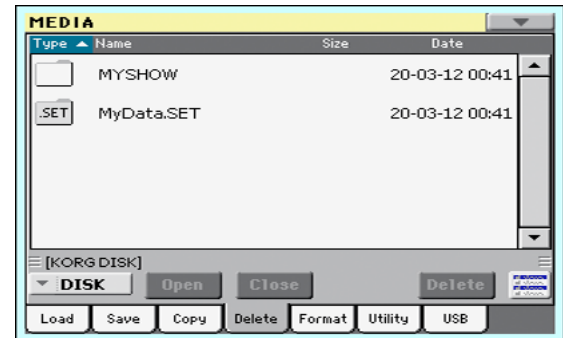 MEDIA
Type Name Size Date
MYSHOW 20-03-12 00:41
.SET MyData.SET 20-03-12 00:41
[KORG DISK]
DISK Open Close Delete
Load Save Copy Delete Format Utility USB